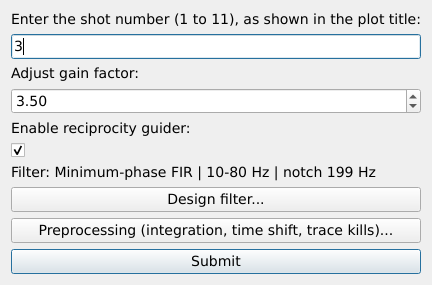 Enter the shot number (1 to 11), as shown in the plot title:
3
Adjust gain factor:
3.50
Enable reciprocity guider:
Filter: Minimum-phase FIR | 10-80 Hz | notch 199 Hz
Design filter...
Preprocessing (integration, time shift, trace kills)...
Submit